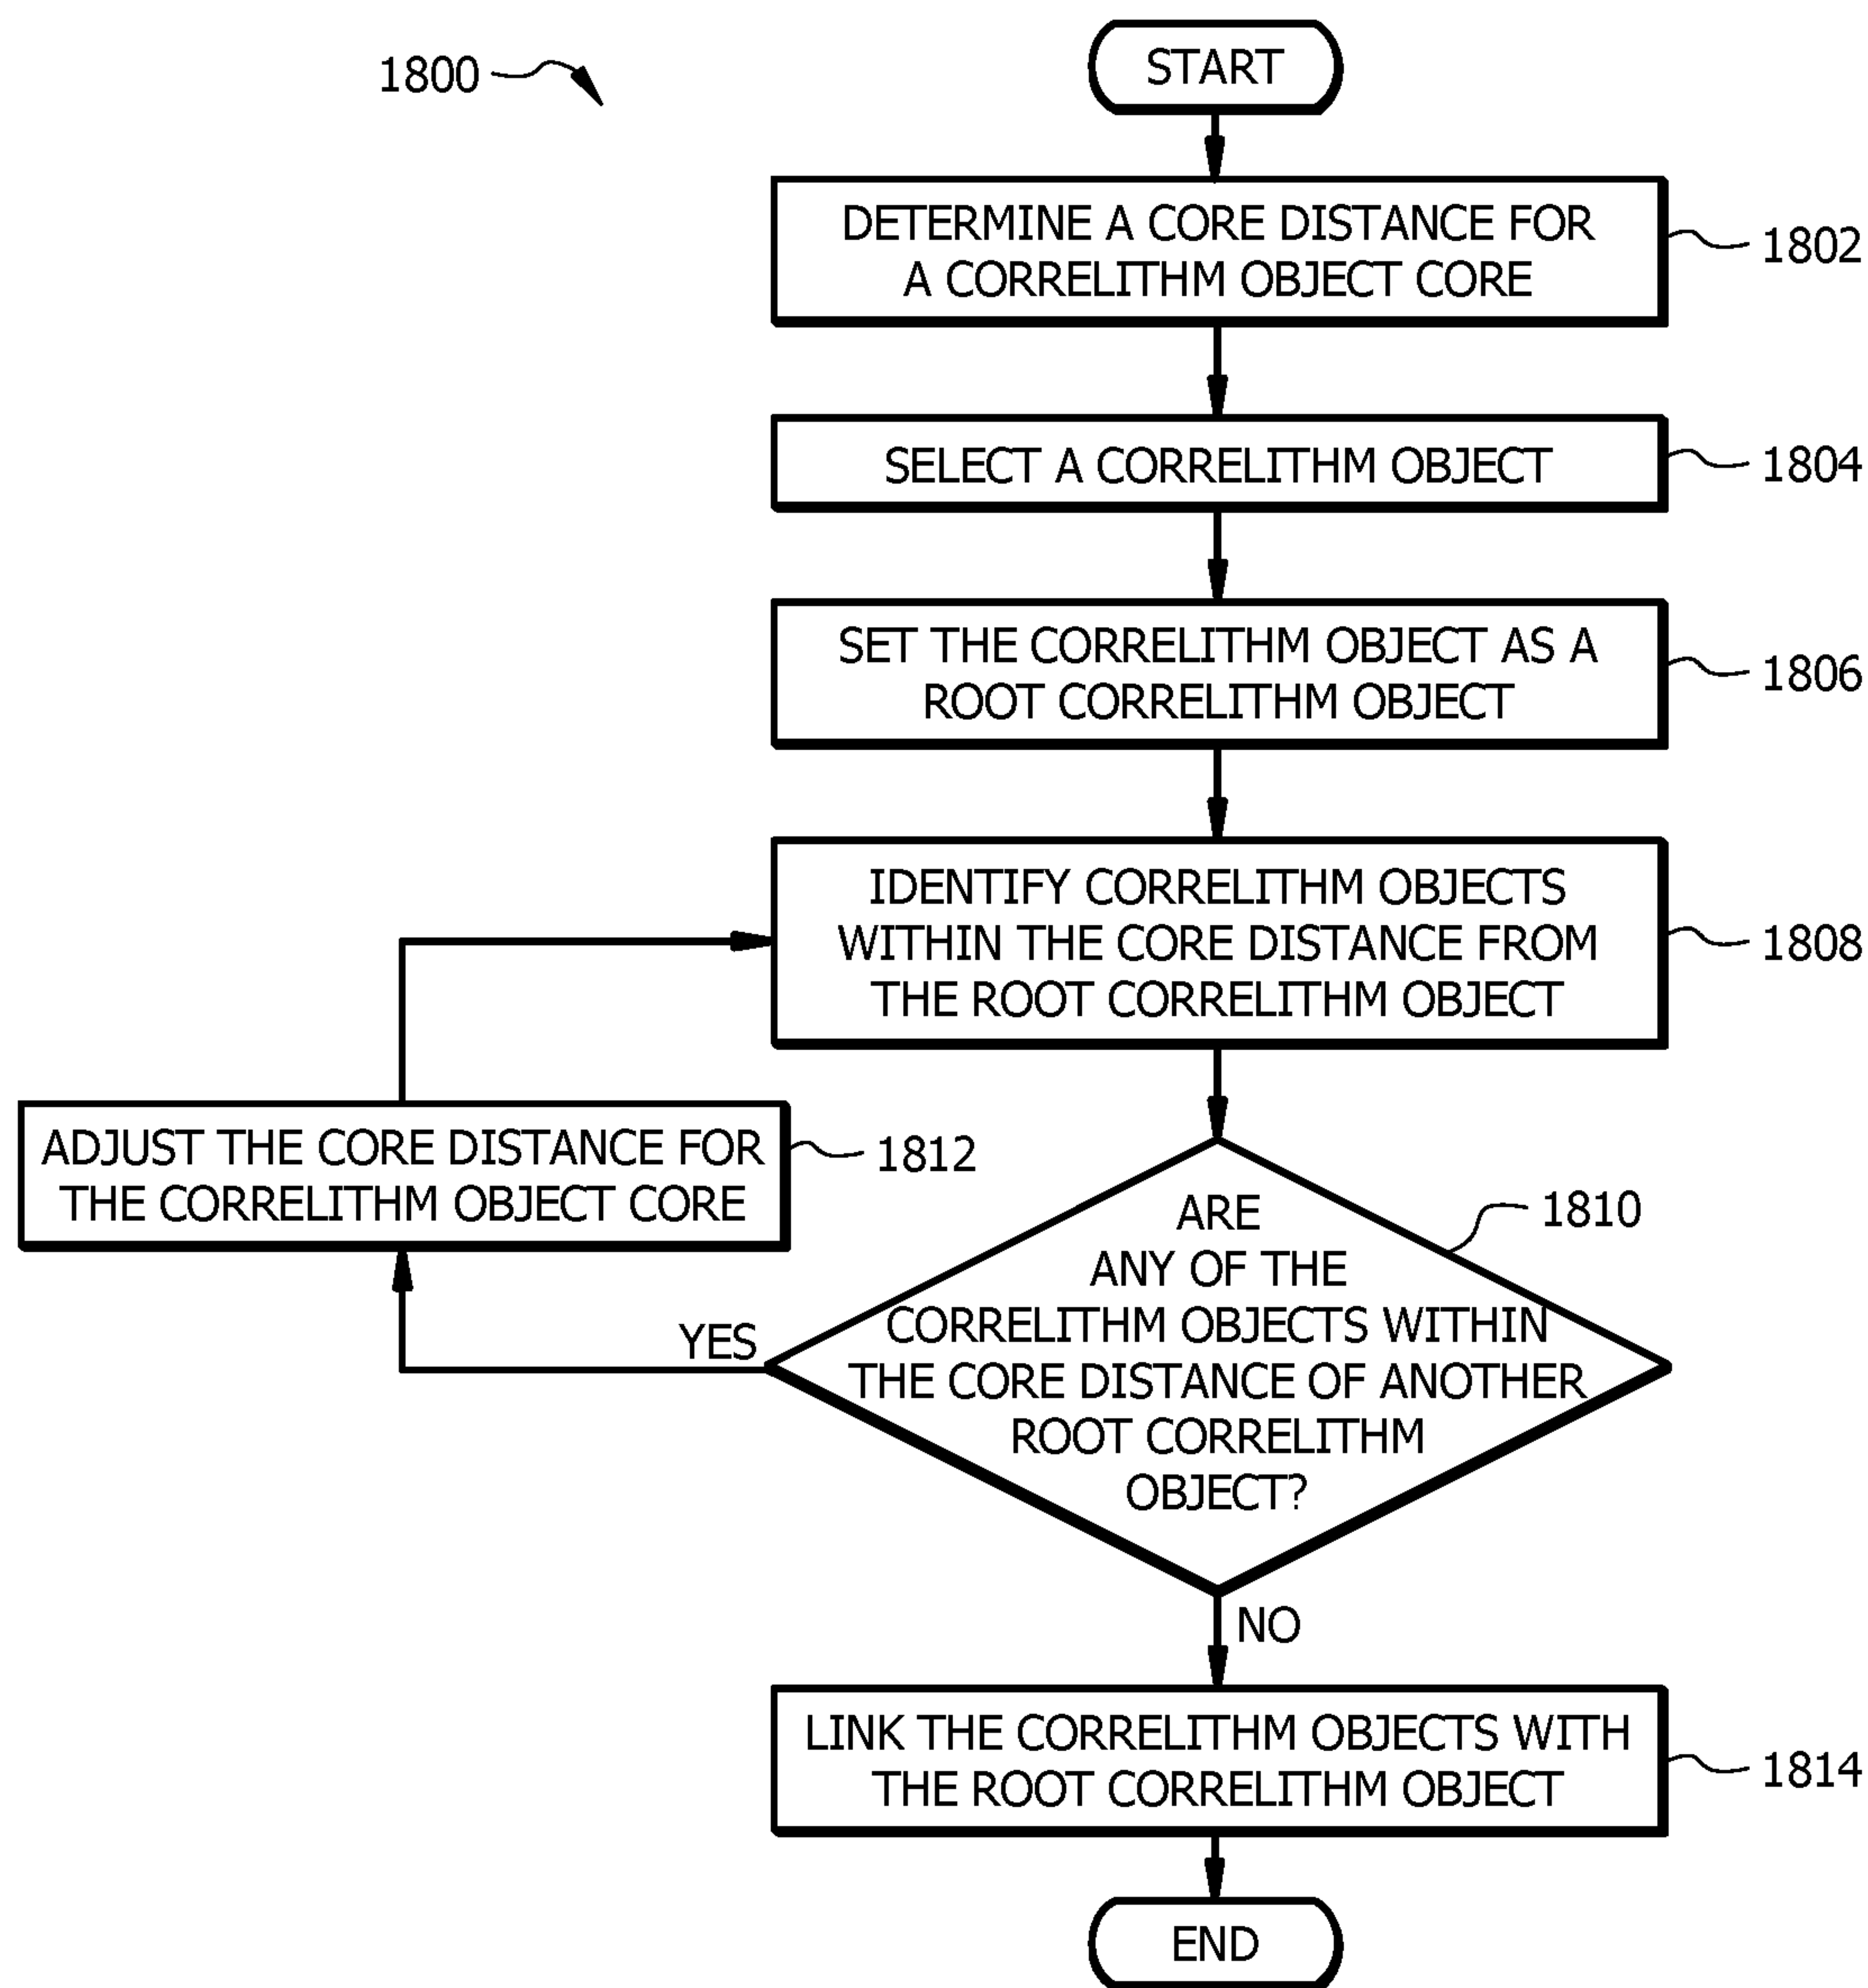 1800
START
DETERMINE A CORE DISTANCE FOR
A CORRELITHM OBJECT CORE
1802
SELECT A CORRELITHM OBJECT
1804
SET THE CORRELITHM OBJECT AS A
ROOT CORRELITHM OBJECT
1806
IDENTIFY CORRELITHM OBJECTS
WITHIN THE CORE DISTANCE FROM
THE ROOT CORRELITHM OBJECT
1808
ADJUST THE CORE DISTANCE FOR
THE CORRELITHM OBJECT CORE
1812
ARE
ANY OF THE
CORRELITHM OBJECTS WITHIN
THE CORE DISTANCE OF ANOTHER
ROOT CORRELITHM
OBJECT?
1810
YES
NO
LINK THE CORRELITHM OBJECTS WITH
THE ROOT CORRELITHM OBJECT
1814
END